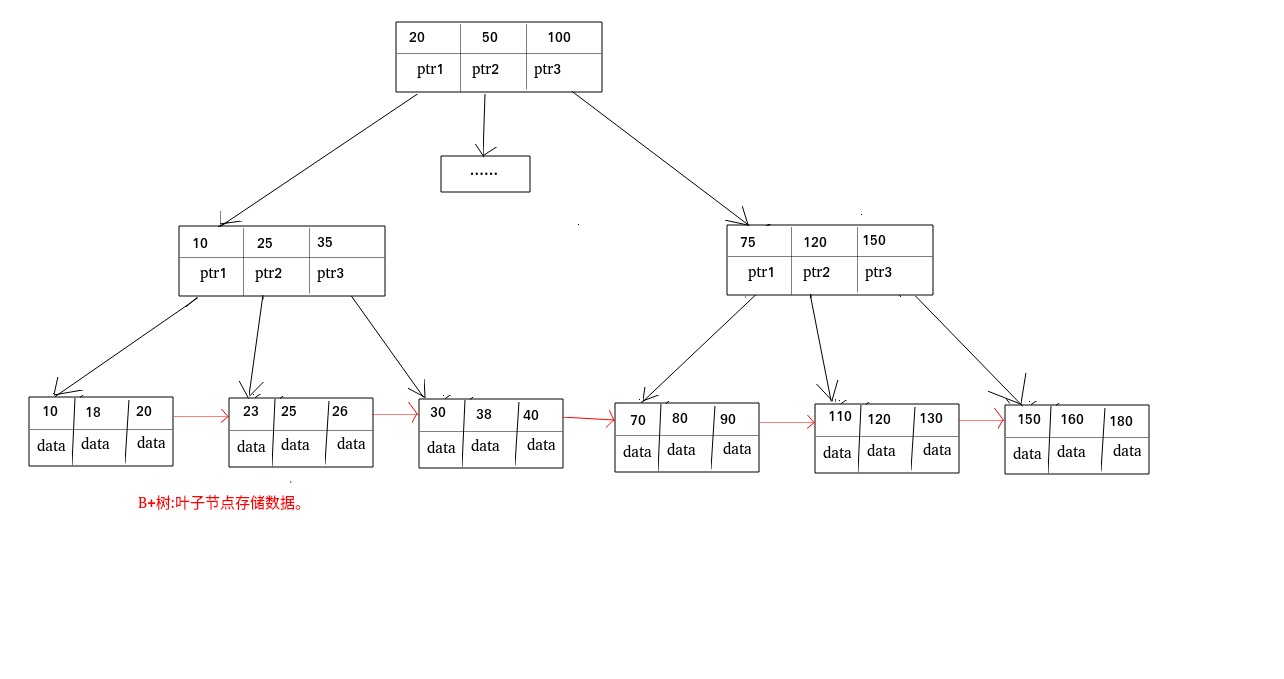 20 50 100
ptr1 ptr2 ptr3
......
10 25 35
ptr1 ptr2 ptr3
75 120 150
ptr1 ptr2 ptr3
10 18 20
data data data
23 25 26
data data data
30 38 40
data data data
70 80 90
data data data
110 120 130
data data data
150 160 180
data data data
B+树:叶子节点存储数据。